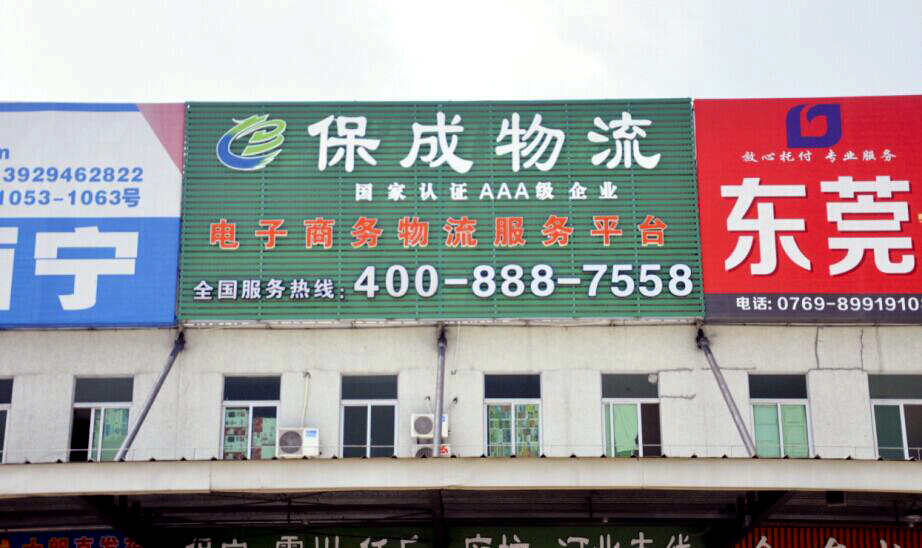 3929462822
1053-1063号
宁
保成物流
国家认证AAA级企业
电子商务物流服务平台
全国服务热线：400-888-7558
放心托付 专业服务
东莞
电话：0769-8991910